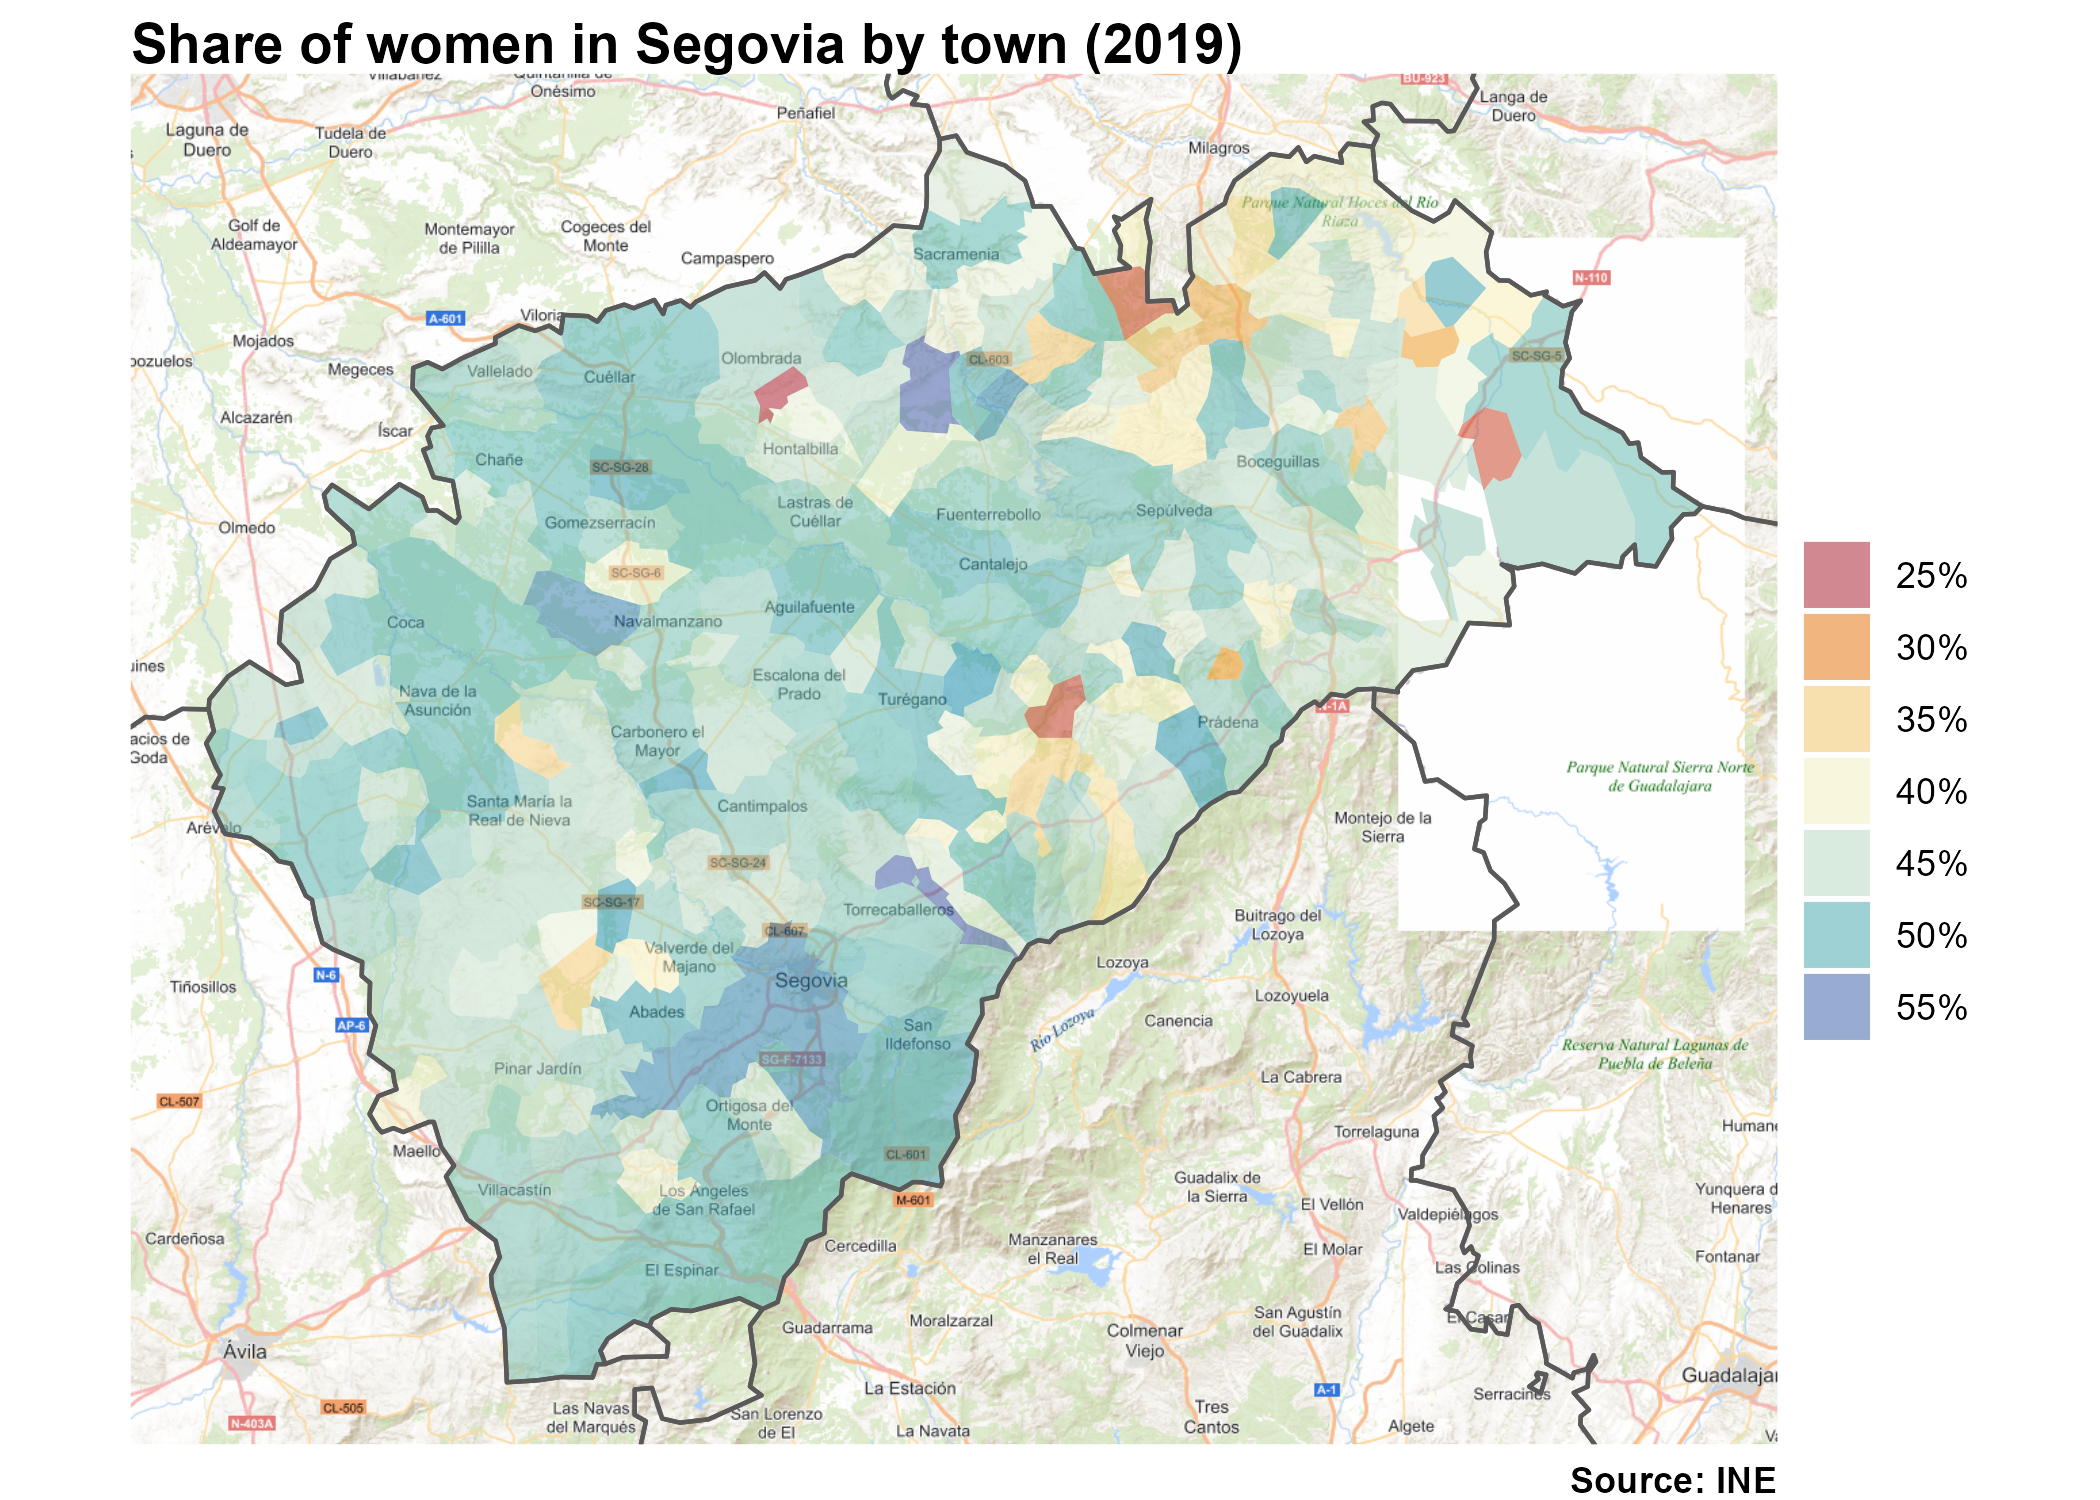 Share of women in Segovia by town (2019)
Villabáñez
Quintanilla de
Onésimo
Peñafiel
BU-923
Langa de
Duero
Laguna de
Duero
Tudela de
Duero
Milagros
Parque Natural Hoces del Río
Riaza
Golf de
Aldeamayor
Montemayor
de Pililla
Cogeces del
Monte
Campaspero
Sacramenia
N-110
A-601
Viloria
Mojados
Megeces
Vallelado
Cuéllar
Olombrada
CL-603
SC-SG-5
Alcazarén
Íscar
Hontalbilla
Chañe
SC-SG-28
Boceguillas
Olmedo
Gomezserracín
Lastras de
Cuéllar
Fuenterrebollo
Sepúlveda
Cantalejo
SC-SG-6
Coca
Navalmanzano
Aguilafuente
Nava de la
Asunción
Escalona del
Prado
Turégano
Carbonero el
Mayor
Prádena
N-1A
acios de
Goda
Parque Natural Sierra Norte
de Guadalajara
Santa María la
Real de Nieva
Cantimpalos
Arévalo
Montejo de la
Sierra
SC-SG-24
SC-SG-17
Torrecaballeros
CL-607
Buitrago del
Lozoya
Valverde del
Majano
Segovia
Lozoya
N-6
Tiñosillos
Abades
Lozoyuela
AP-6
San
Ildefonso
Río Lozoya
Canencia
SG-F-7133
Reserva Natural Lagunas de
Puebla de Beleña
Pinar Jardín
La Cabrera
CL-507
Ortigosa del
Monte
Maello
Torrelaguna
Humane
CL-601
Villacastín
Los Ángeles
de San Rafael
M-601
Guadalix de
la Sierra
El Vellón
Valdepiélagos
Yunquera d
Henares
Cardeñosa
Cercedilla
Manzanares
el Real
El Molar
Las Colinas
Fontanar
El Espinar
Guadarrama
Moralzarzal
Colmenar
Viejo
San Agustín
del Guadalix
El Casar
Ávila
Guadalajar
La Estación
A-1
Serracines
N-403A
CL-505
Las Navas
del Marqués
San Lorenzo
de El
La Navata
Tres
Cantos
Algete
25%
30%
35%
40%
45%
50%
55%
Source: INE